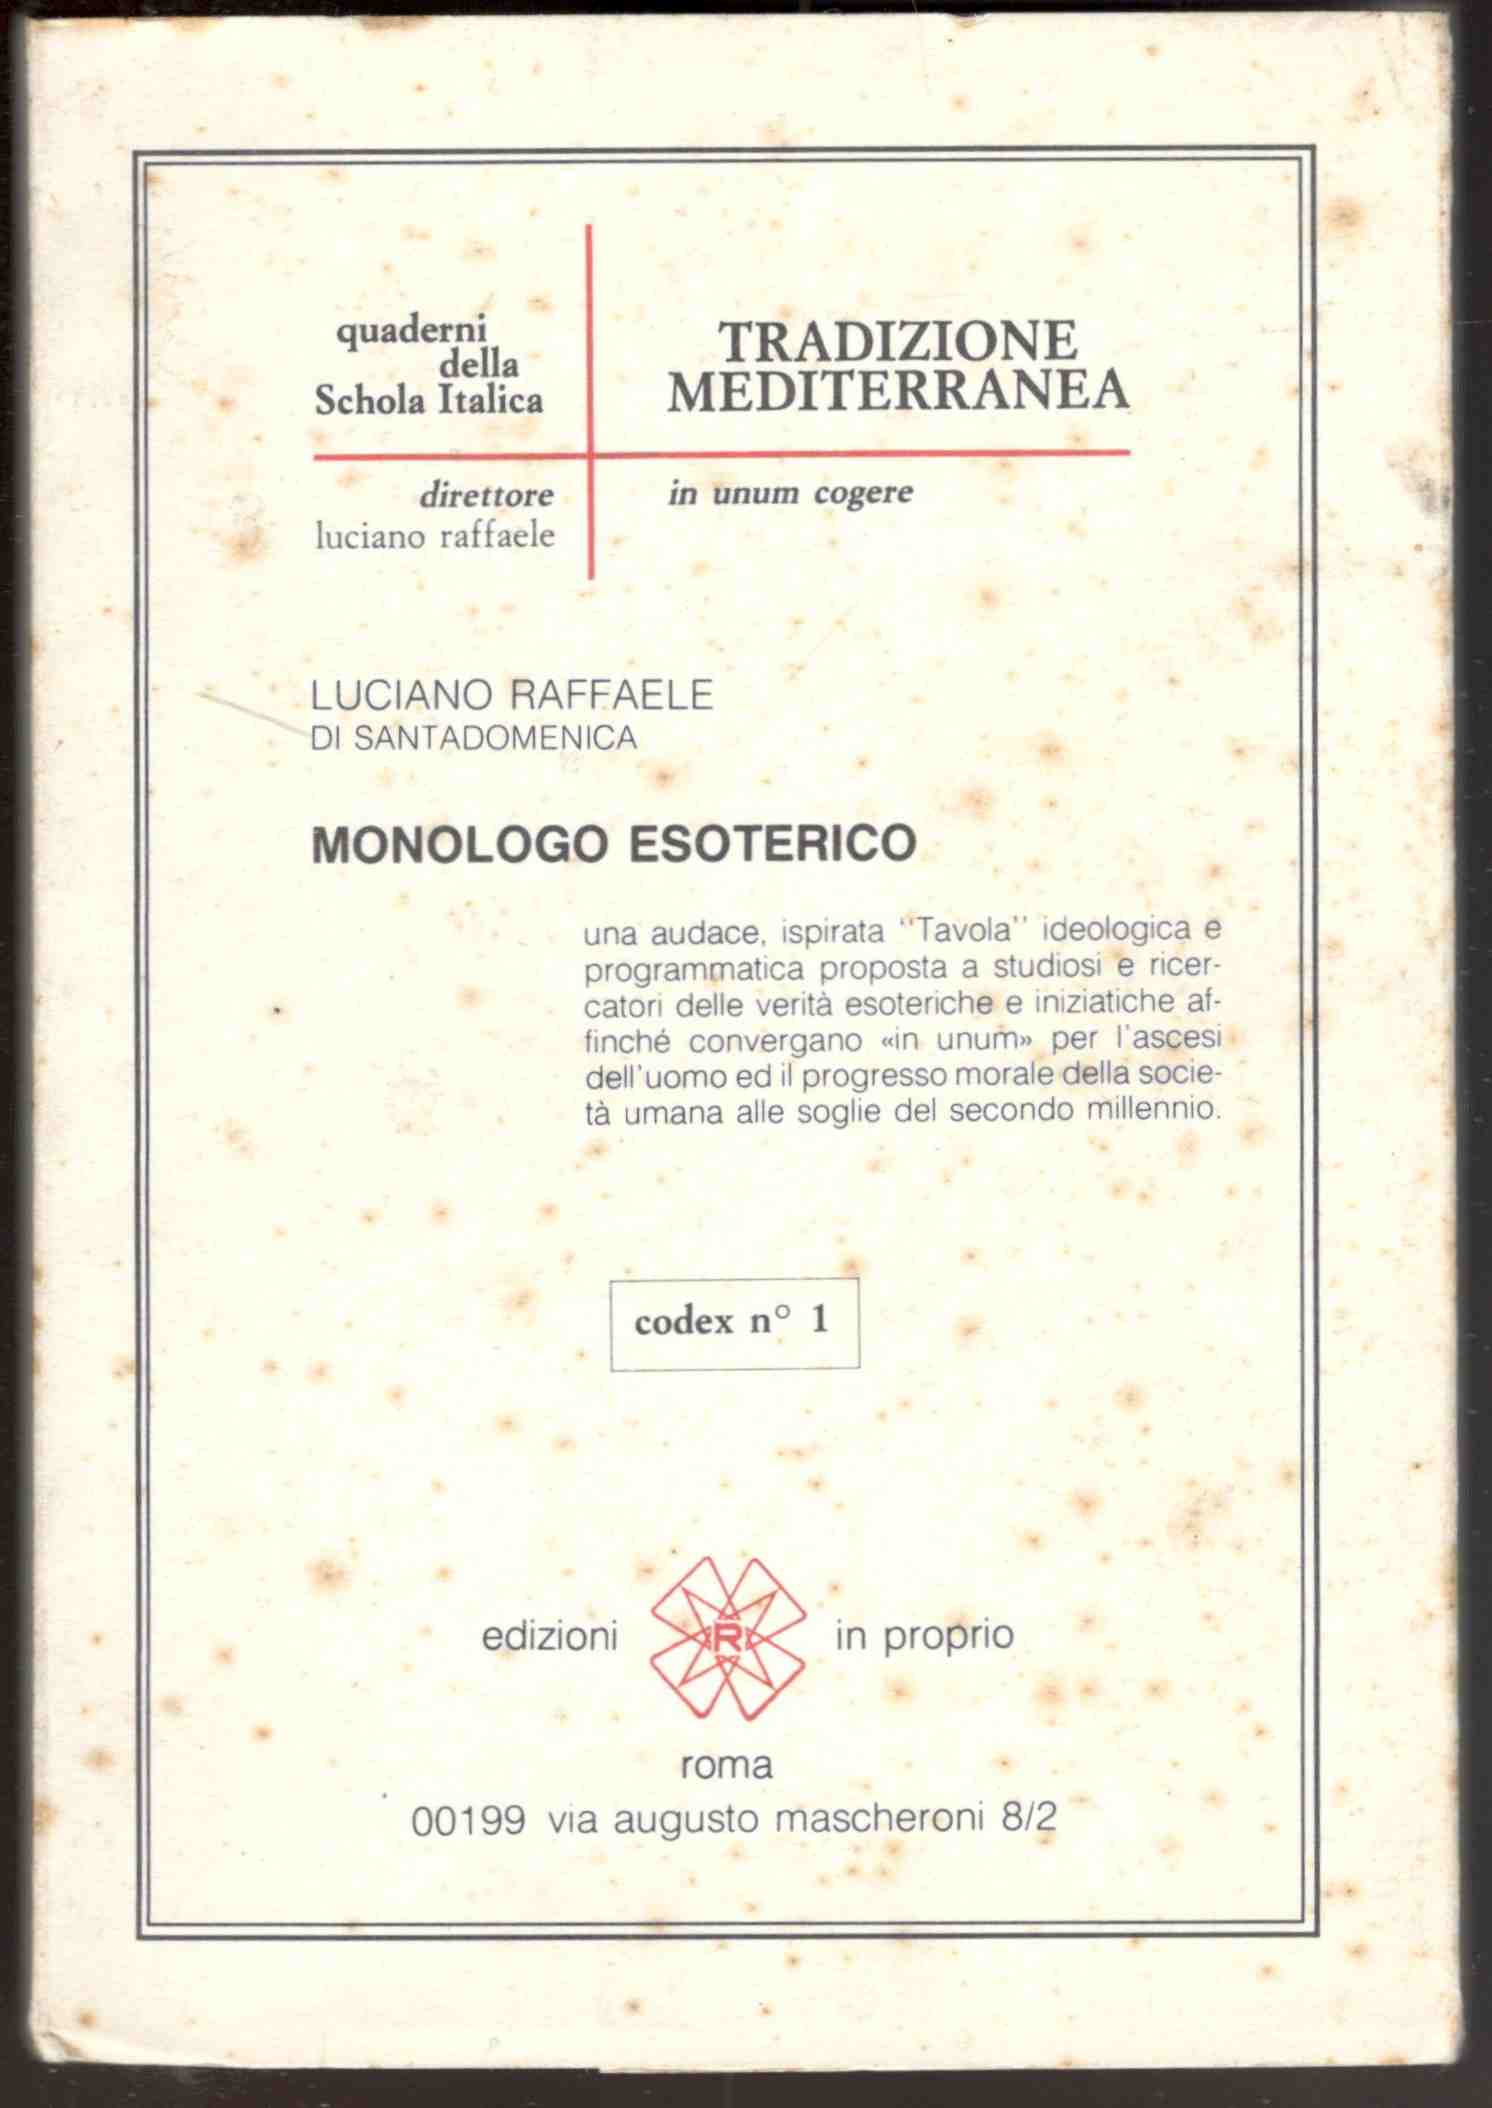 quaderni
della
Schola Italica
TRADIZIONE
MEDITERRANEA
direttore
luciano raffaele
in unum cogere
LUCIANO RAFFAELE
DI SANTADOMENICA
MONOLOGO ESOTERICO
una audace, ispirata "Tavola" ideologica e
programmatica proposta a studiosi e ricer-
catori delle verità esoteriche e iniziatiche af-
finché convergano «in unum» per l'ascesi
dell'uomo ed il progresso morale della socie-
tà umana alle soglie del secondo millennio.
codex n° 1
edizioni R in proprio
roma
00199 via augusto mascheroni 8/2